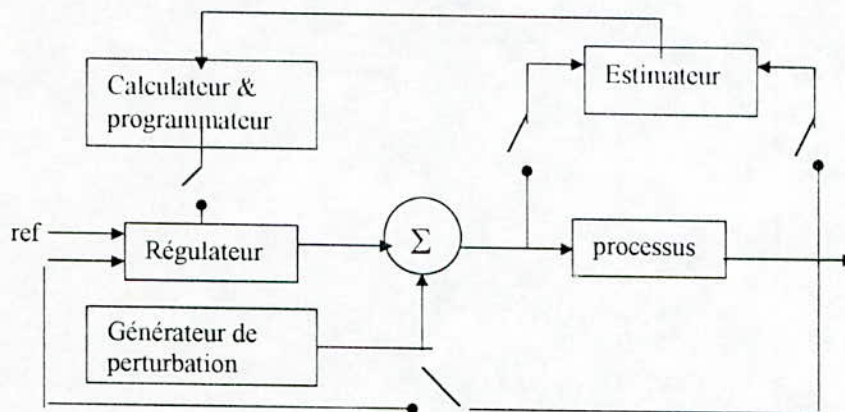 Estimateur
Calculateur &
programmateur
ref
Régulateur
Σ
processus
Générateur de
perturbation